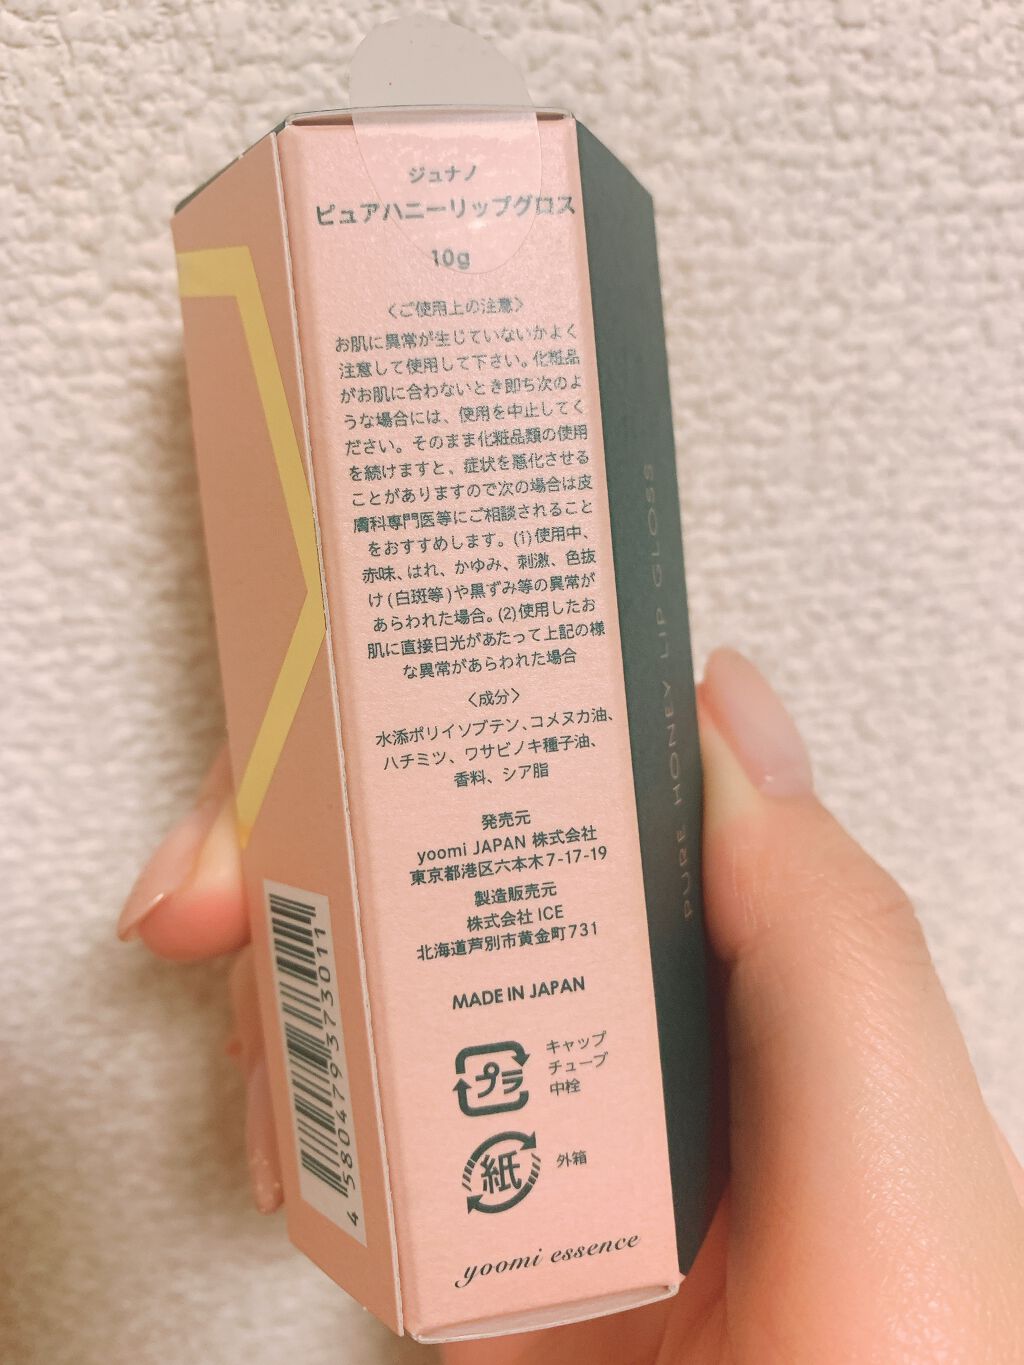 ジュナノ
ピュアハニーリップグロス
10g
〈ご使用上の注意〉
お肌に異常が生じていないかよく
注意して使用して下さい。化粧品
がお肌に合わないとき即ち次のよ
うな場合には、使用を中止してく
ださい。そのまま化粧品類の使用
を続けますと、症状を悪化させる
ことがありますので次の場合は皮
膚科専門医等にご相談されること
をおすすめします。(1)使用中、
赤味、はれ、かゆみ、刺激、色抜
け(白斑等)や黒ずみ等の異常が
あらわれた場合。(2)使用したお
肌に直接日光があたって上記の様
な異常があらわれた場合
〈成分〉
水添ポリイソブテン、コメヌカ油、
ハチミツ、ワサビノキ種子油、
香料、シア脂
発売元
yoomi JAPAN 株式会社
東京都港区六本木7-17-19
製造販売元
株式会社 ICE
北海道芦別市黄金町731
MADE IN JAPAN
プラ
キャップ
チューブ
中栓
紙
外箱
yoomi essence
4580479373011
PURE HONEY LIP GLOSS